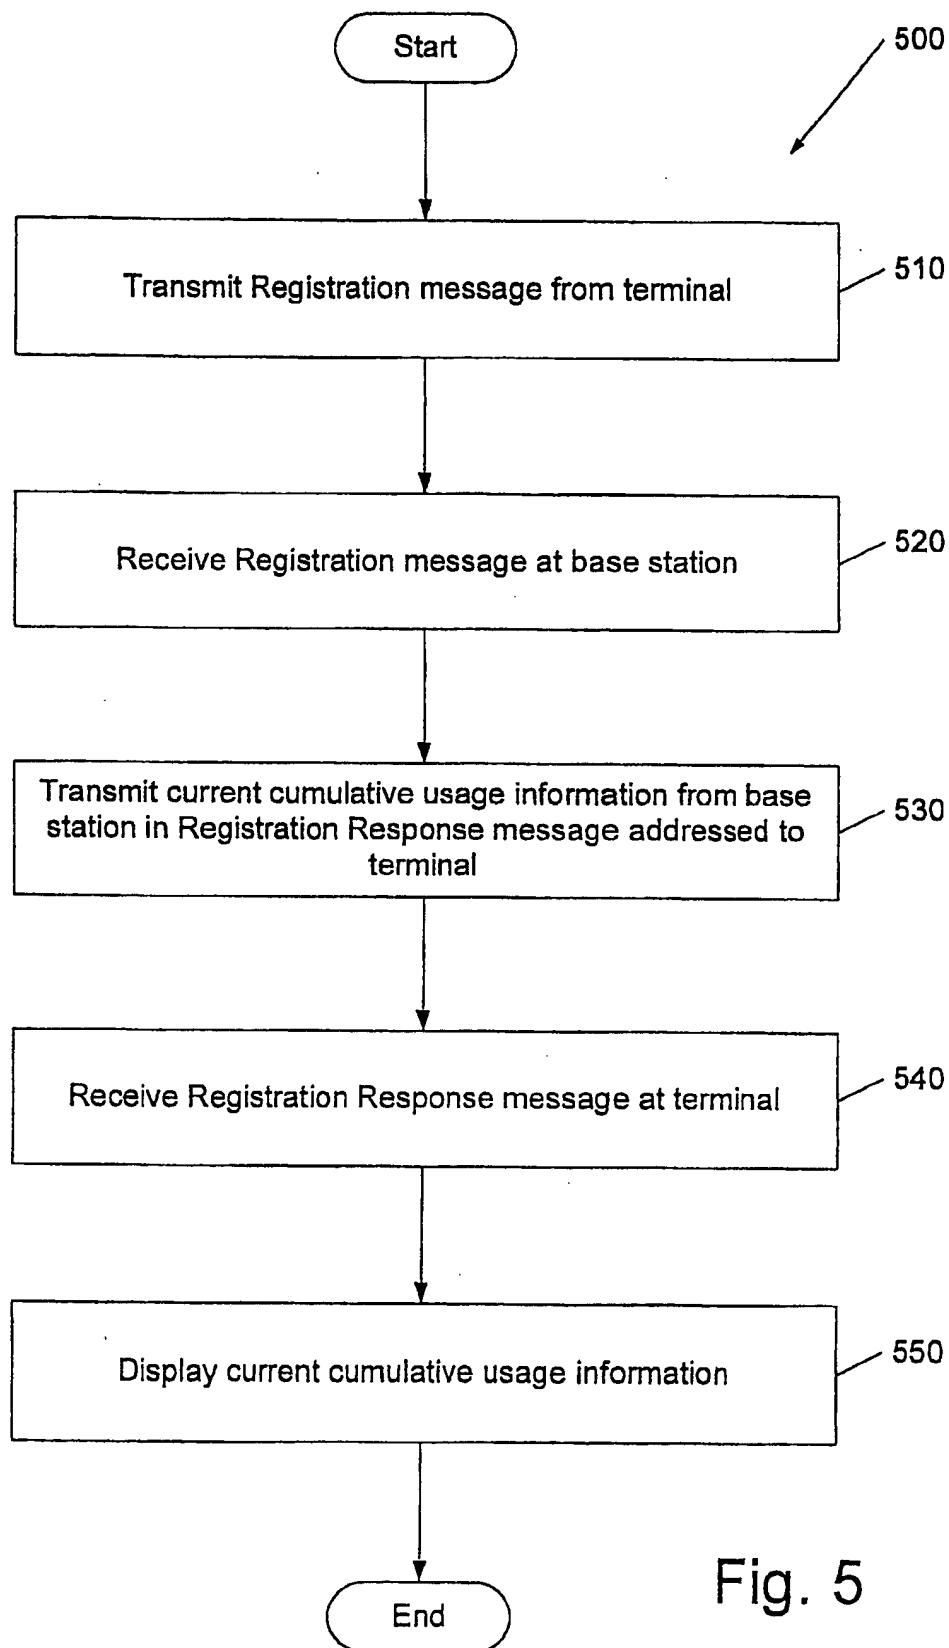 Start
500
Transmit Registration message from terminal
510
Receive Registration message at base station
520
Transmit current cumulative usage information from base
station in Registration Response message addressed to
terminal
530
Receive Registration Response message at terminal
540
Display current cumulative usage information
550
End
Fig. 5